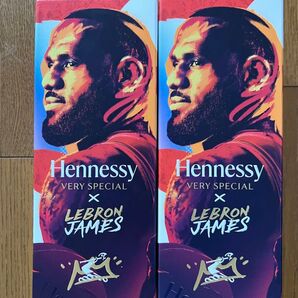 Hennessy
VERY SPECIAL
×
LEBRON
JAMES
Hennessy
VERY SPECIAL
×
LEBRON
JAMES